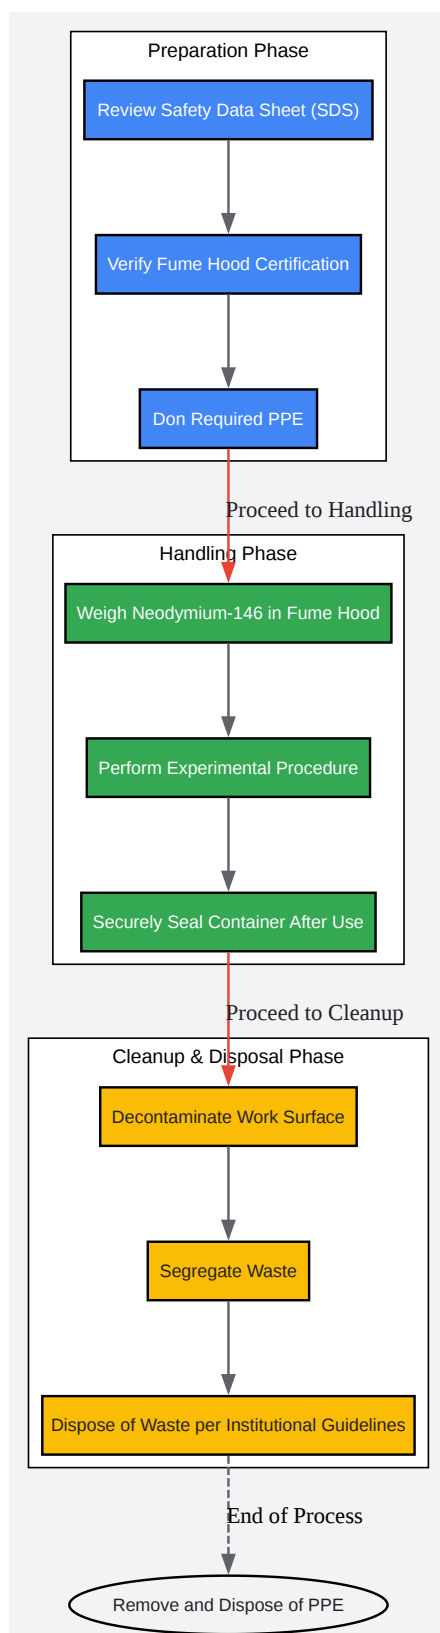 Preparation Phase
Review Safety Data Sheet (SDS)
Verify Fume Hood Certification
Don Required PPE
Proceed to Handling
Handling Phase
Weigh Neodymium-146 in Fume Hood
Perform Experimental Procedure
Securely Seal Container After Use
Proceed to Cleanup
Cleanup & Disposal Phase
Decontaminate Work Surface
Segregate Waste
Dispose of Waste per Institutional Guidelines
End of Process
Remove and Dispose of PPE